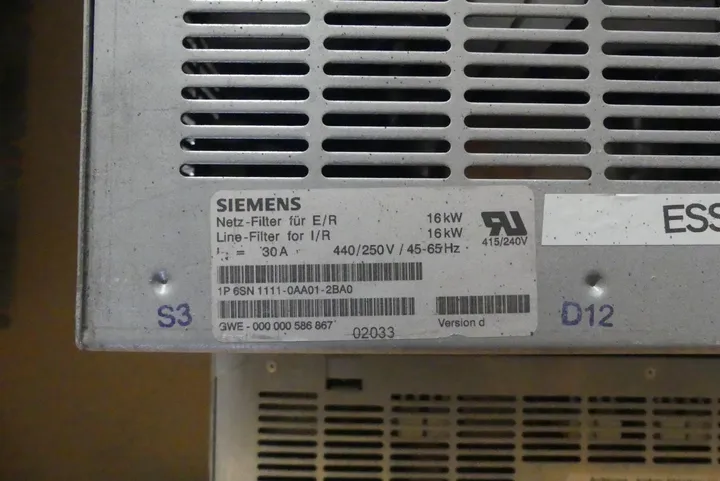 SIEMENS
Netz-Filter für E/R 16 kW
Line-Filter for I/R 16 kW
= 30 A 440/250 V / 45-65 Hz
415/240V
1P 6SN 1111-0AA01-2BA0
GWE - 000 000 586 867
02033
Version d
ESS
S3
D12